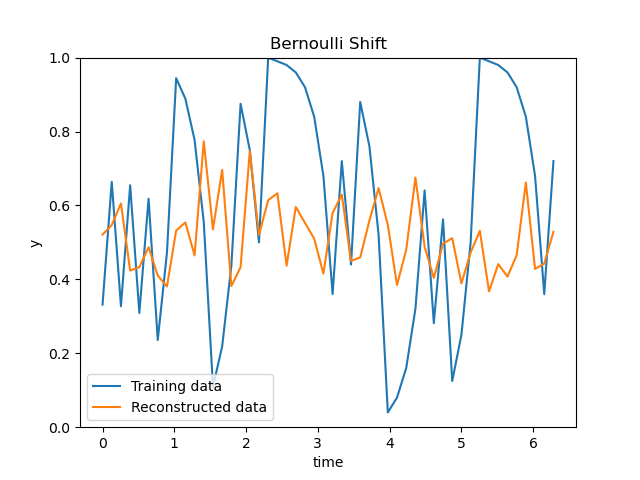 Bernoulli Shift
1.0
0.8
0.6
0.4
0.2
0.0
y
Training data
Reconstructed data
0 1 2 3 4 5 6
time